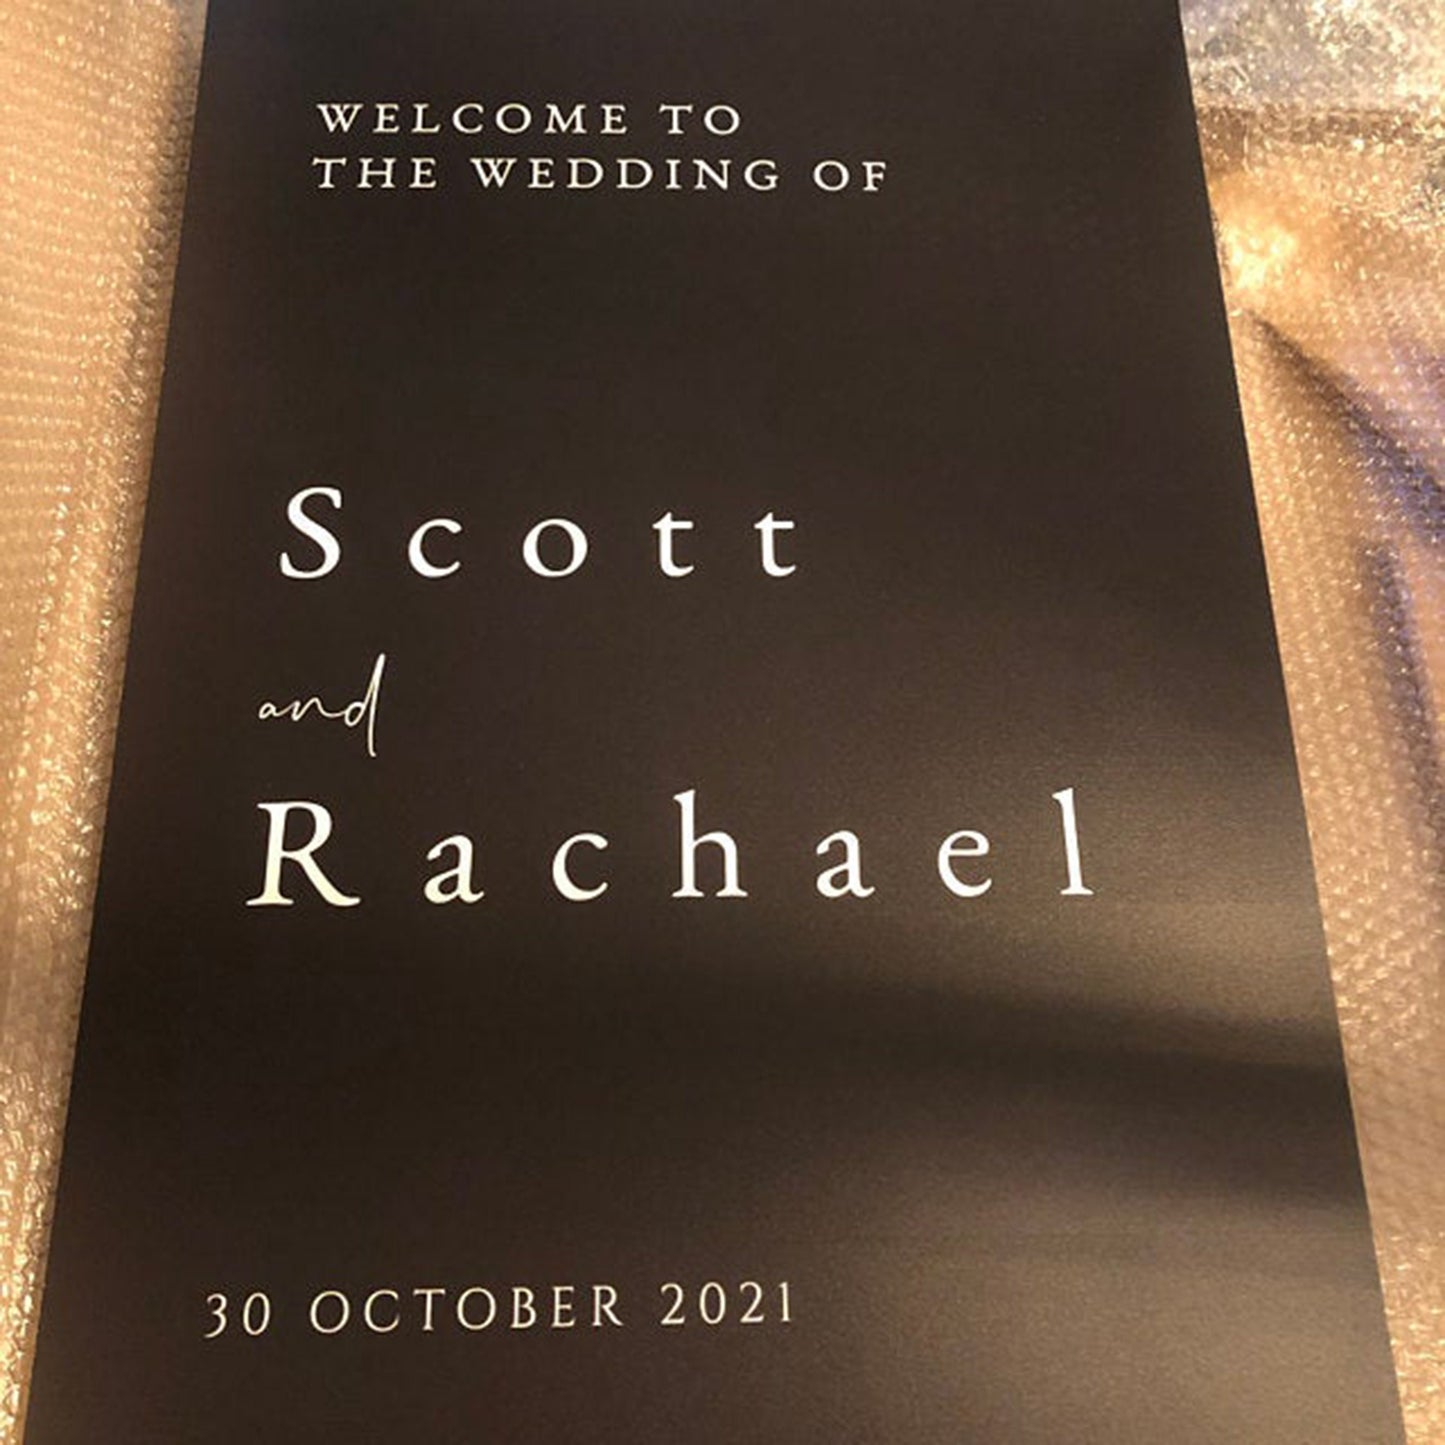 WELCOME TO
THE WEDDING OF
Scott
and
Rachael
30 OCTOBER 2021